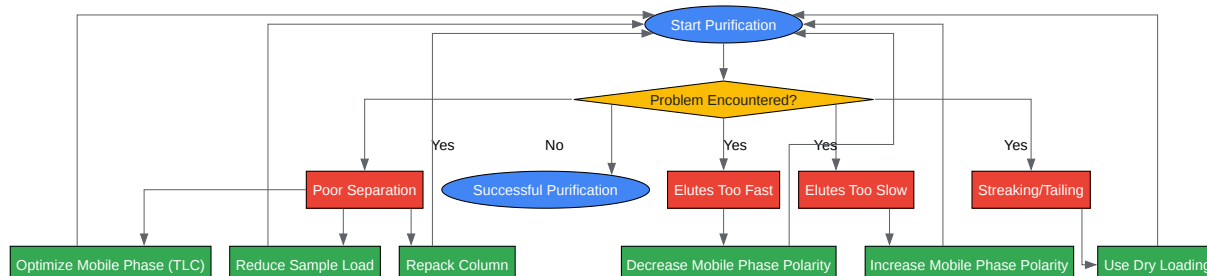 Start Purification
Problem Encountered?
Yes
No
Yes
Yes
Yes
Poor Separation
Successful Purification
Elutes Too Fast
Elutes Too Slow
Streaking/Tailing
Optimize Mobile Phase (TLC)
Reduce Sample Load
Repack Column
Decrease Mobile Phase Polarity
Increase Mobile Phase Polarity
Use Dry Loading